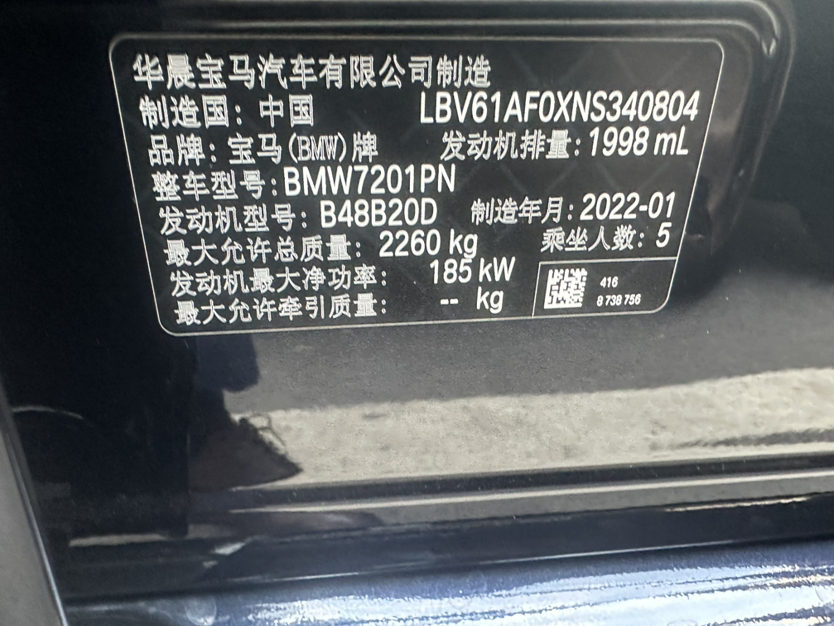 华晨宝马汽车有限公司制造
制造国: 中国 LBV61AF0XNS340804
品牌: 宝马(BMW)牌 发动机排量: 1998 mL
整车型号: BMW7201PN
发动机型号: B48B20D 制造年月: 2022-01
最大允许总质量: 2260 kg 乘坐人数: 5
发动机最大净功率: 185 kW
最大允许牵引质量: -- kg
416
8 738 756